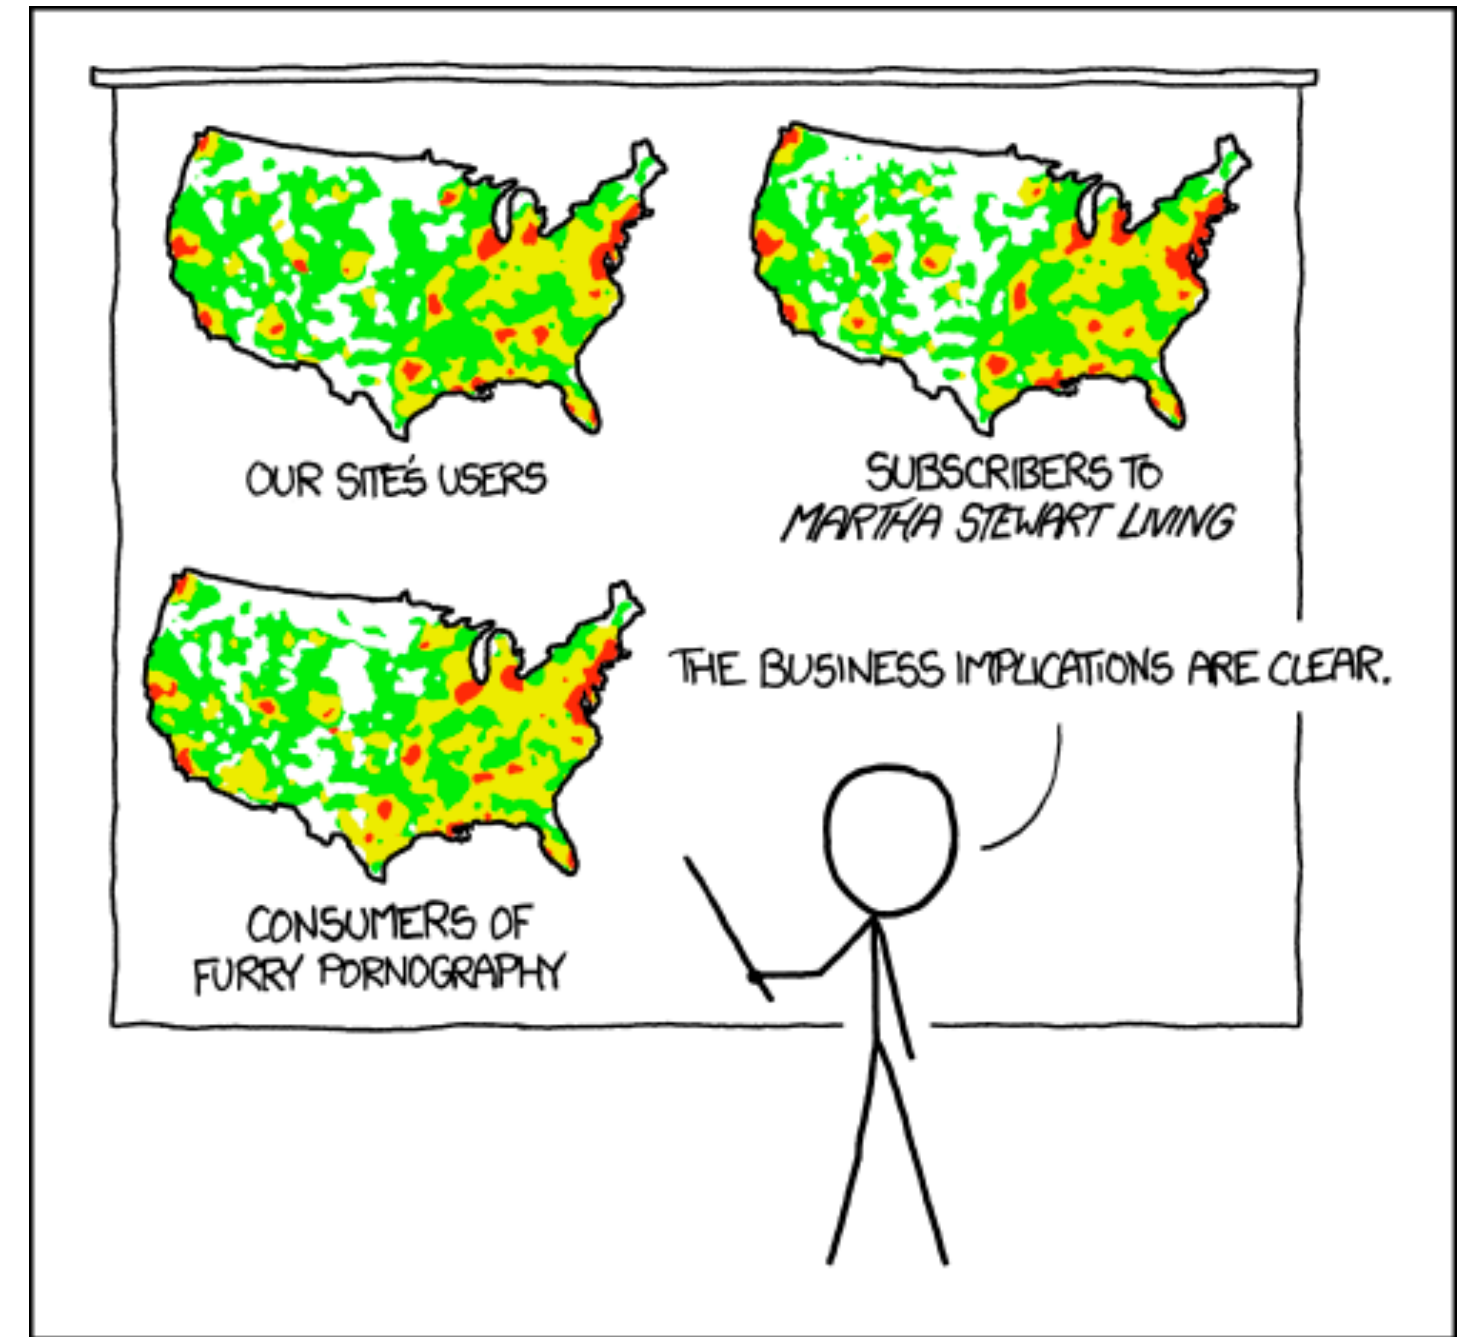 OUR SITE'S USERS
SUBSCRIBERS TO
MARTHA STEWART LIVING
CONSUMERS OF
FURRY PORNOGRAPHY
THE BUSINESS IMPLICATIONS ARE CLEAR.